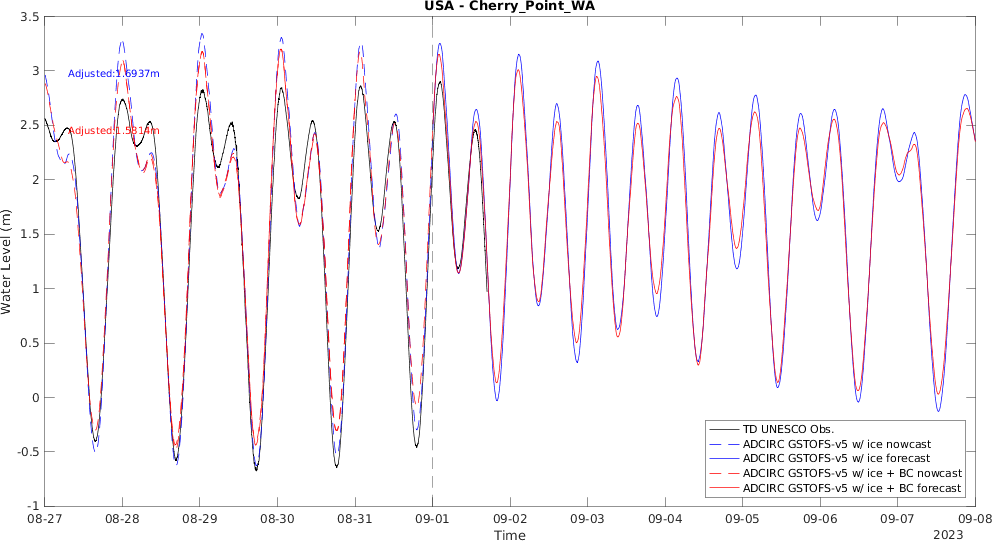 USA - Cherry_Point_WA
3.5
3
2.5
2
1.5
1
0.5
0
-0.5
-1
Water Level (m)
Adjusted:1.6937m
Adjusted:1.5314m
TD UNESCO Obs.
ADCIRC GSTOFS-v5 w/ ice nowcast
ADCIRC GSTOFS-v5 w/ ice forecast
ADCIRC GSTOFS-v5 w/ ice + BC nowcast
ADCIRC GSTOFS-v5 w/ ice + BC forecast
08-27 08-28 08-29 08-30 08-31 09-01 09-02 09-03 09-04 09-05 09-06 09-07 09-08
Time
2023